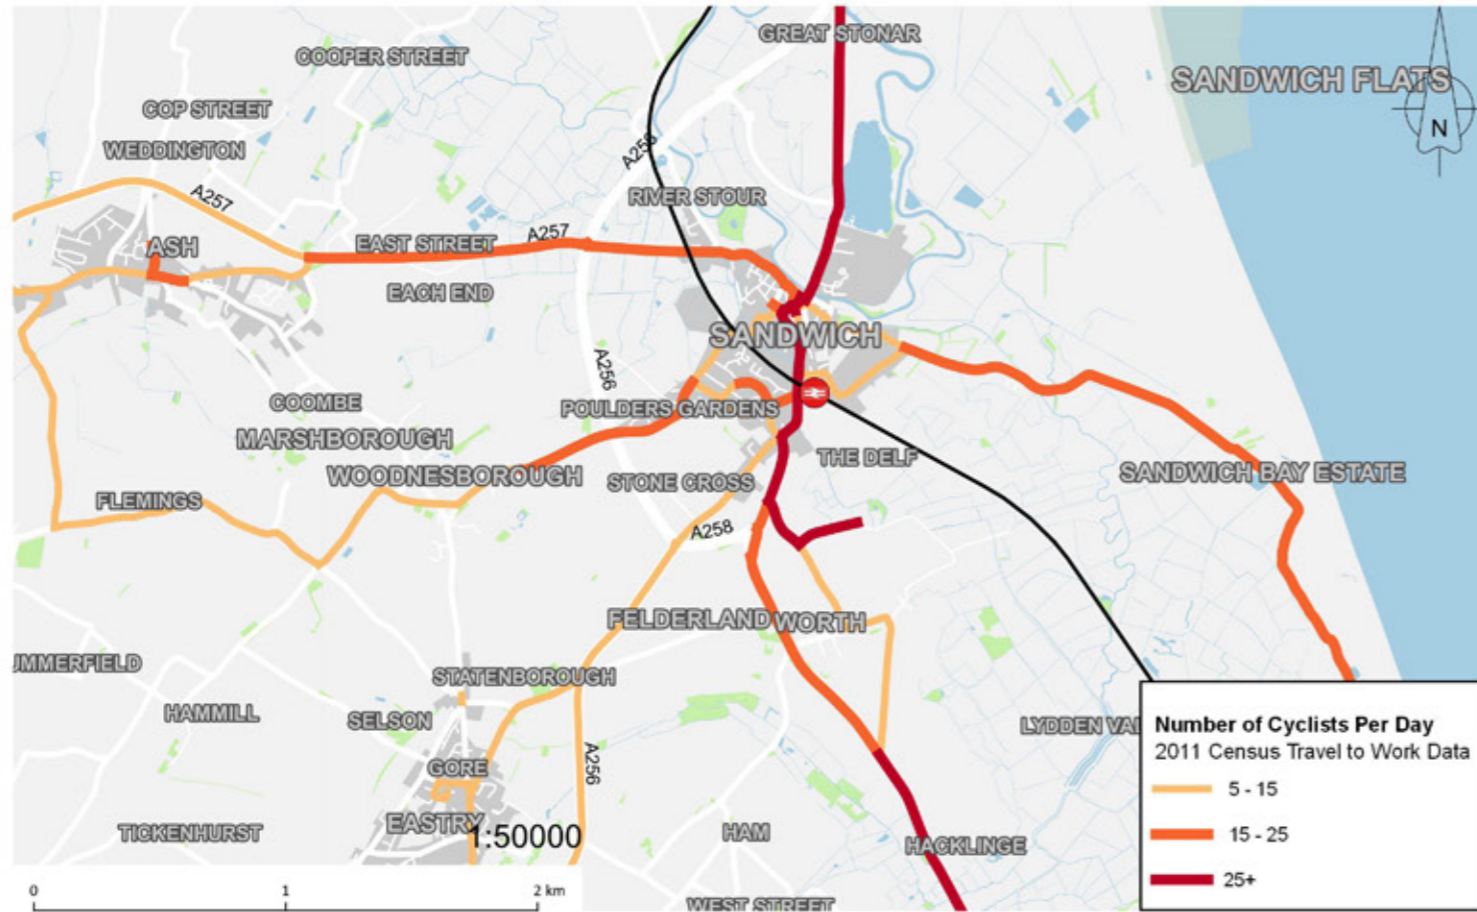 GREAT STONAR
COOPER STREET
SANDWICH FLATS
COP STREET
N
WEDDINGTON
A256
A257
RIVER STOUR
ASH
EAST STREET
A257
EACH END
SANDWICH
A256
COOMBE
POULDERS GARDENS
MARSHBOROUGH
THE DELF
WOODNESBOROUGH
STONE CROSS
SANDWICH BAY ESTATE
FLEMINGS
A258
FELDERLAND
WORTH
UMMERFIELD
STATENBOROUGH
HAMMILL
SELSON
LYDDEN VAL
A256
GORE
TICKENHURST
EASTRY
1:50000
HAM
HACKLINGE
WEST STREET
0 1 2 km
Number of Cyclists Per Day
2011 Census Travel to Work Data
5 - 15
15 - 25
25+